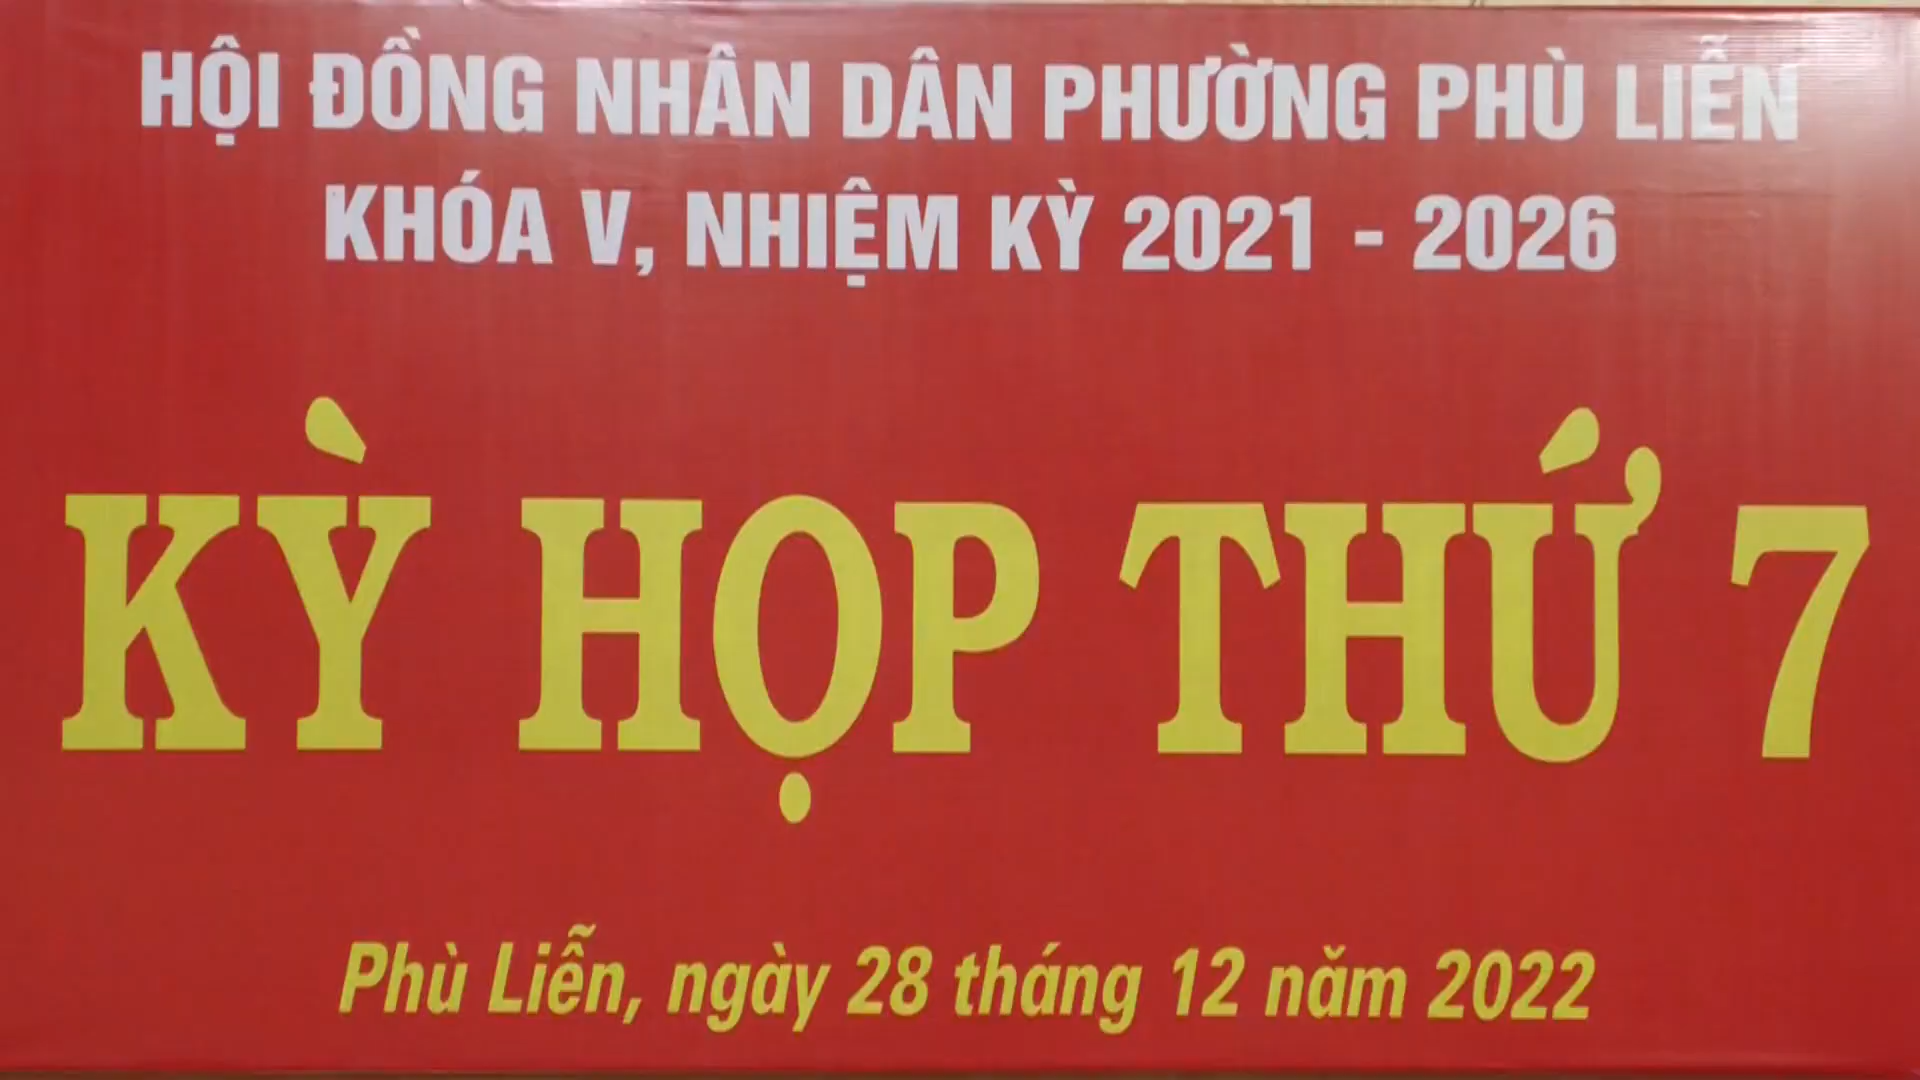 HỘI ĐỒNG NHÂN DÂN PHƯỜNG PHÙ LIỄN
KHÓA V, NHIỆM KỲ 2021 - 2026
KỲ HỌP THỨ 7
Phù Liễn, ngày 28 tháng 12 năm 2022